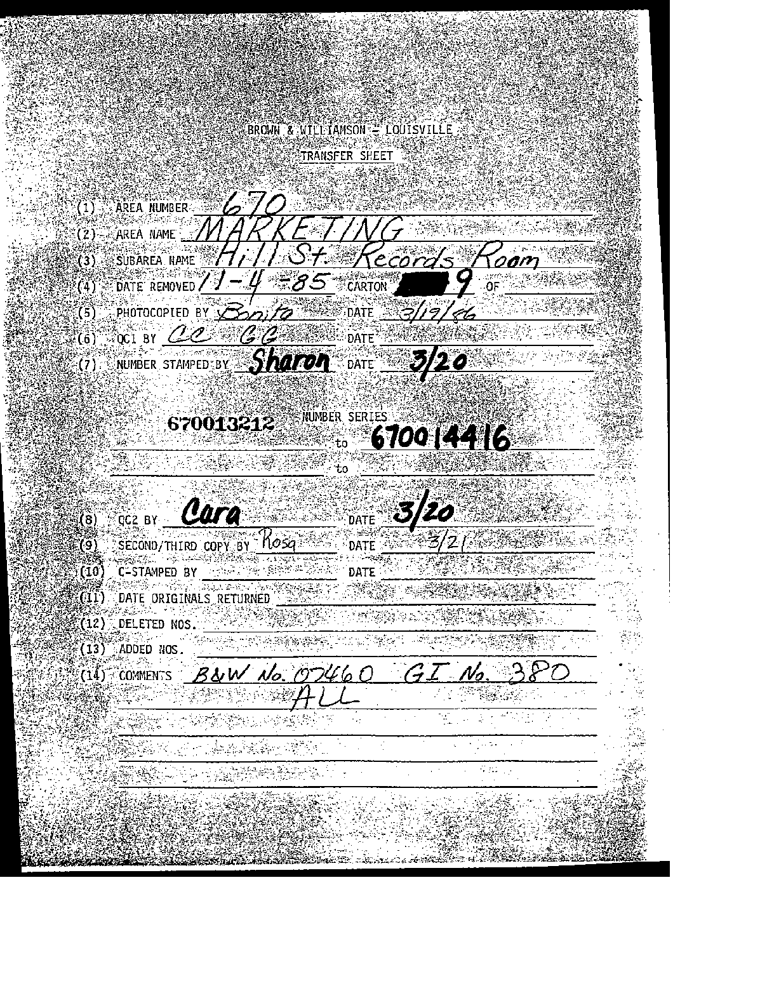 BROWN & WILLIAMSON - LOUISVILLE
TRANSFER SHEET
(1) AREA NUMBER 670
(2) AREA NAME MARKETING
(3) SUBAREA NAME Hill St. Records Room
(4) DATE REMOVED 11-4-85 CARTON 9 OF
(5) PHOTOCOPIED BY Bonita DATE 3/19/86
(6) QC1 BY CC GG DATE
(7) NUMBER STAMPED BY Sharon DATE 3/20
NUMBER SERIES
670013212 to 670014416
to
(8) QC2 BY Cara DATE 3/20
(9) SECOND/THIRD COPY BY Rosa DATE 3/21
(10) C-STAMPED BY DATE
(11) DATE ORIGINALS RETURNED
(12) DELETED NOS.
(13) ADDED NOS.
(14) COMMENTS B&W No. 07460 GI No. 380
ALL